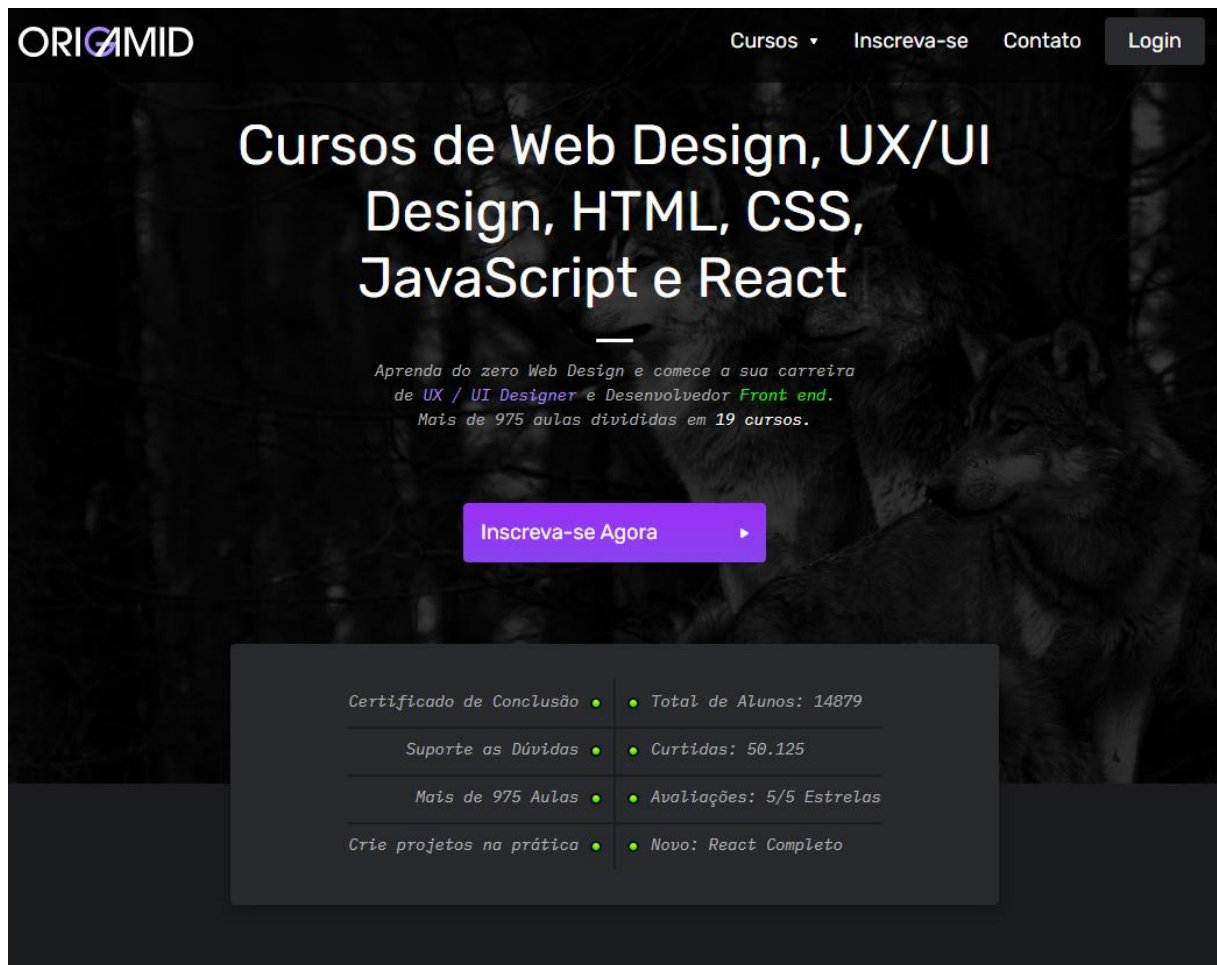 ORIGAMID
Cursos
Inscreva-se
Contato
Login
Cursos de Web Design, UX/UI
Design, HTML, CSS,
JavaScript e React
Aprenda do zero Web Design e comece a sua carreira
de UX / UI Designer e Desenvolvedor Front end.
Mais de 975 aulas divididas em 19 cursos.
Inscreva-se Agora
Certificado de Conclusão
Total de Alunos: 14879
Suporte as Dúvidas
Curtidas: 50.125
Mais de 975 Aulas
Avaliações: 5/5 Estrelas
Crie projetos na prática
Novo: React Completo